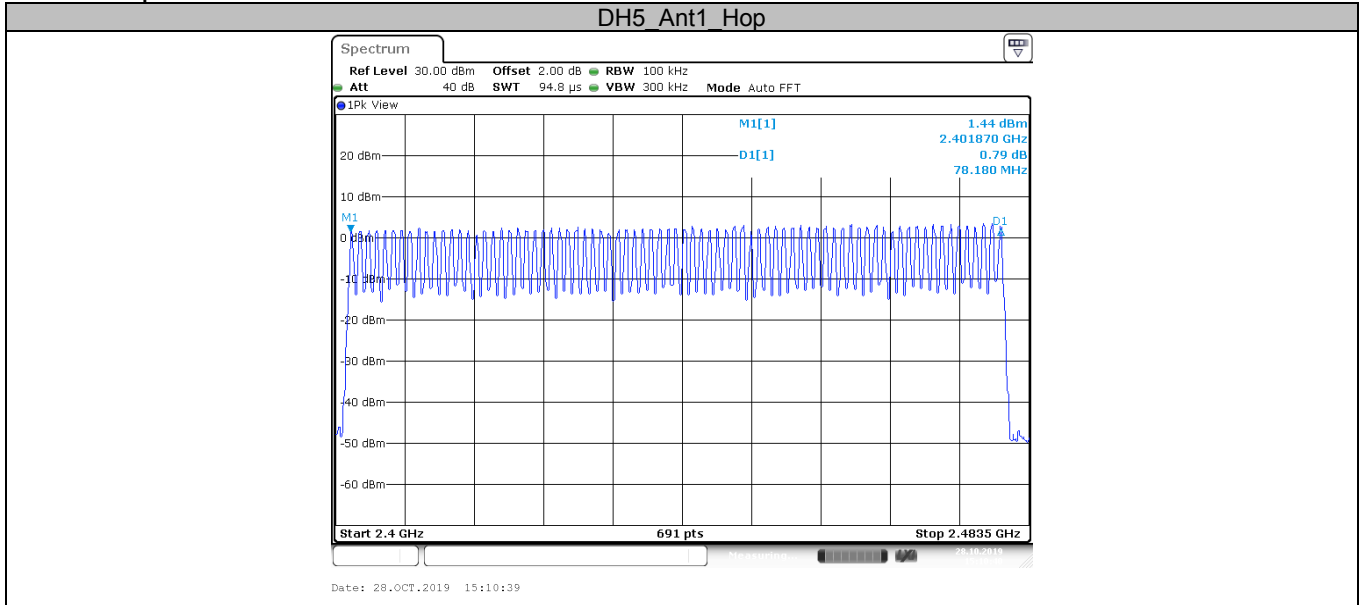 DH5_Ant1_Hop
Spectrum
Ref Level 30.00 dBm Offset 2.00 dB RBW 100 kHz
Att 40 dB SWT 94.8 µs VBW 300 kHz Mode Auto FFT
1Pk View
M1[1] 1.44 dBm
2.401870 GHz
20 dBm D1[1] 0.79 dB
78.180 MHz
10 dBm
M1 D1
0 dBm
-10 dBm
-20 dBm
-30 dBm
-40 dBm
-50 dBm
-60 dBm
Start 2.4 GHz 691 pts Stop 2.4835 GHz
Measuring... 28.10.2019
Date: 28.OCT.2019 15:10:39